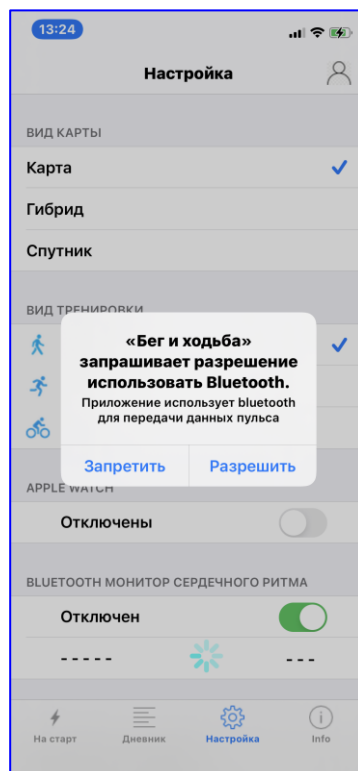 13:24
Настройка
ВИД КАРТЫ
Карта
Гибрид
Спутник
ВИД ТРЕНИРОВКИ
«Бег и ходьба»
запрашивает разрешение
использовать Bluetooth.
Приложение использует bluetooth
для передачи данных пульса
Запретить Разрешить
APPLE WATCH
Отключены
BLUETOOTH МОНИТОР СЕРДЕЧНОГО РИТМА
Отключен
----- ---
На старт Дневник Настройка Info